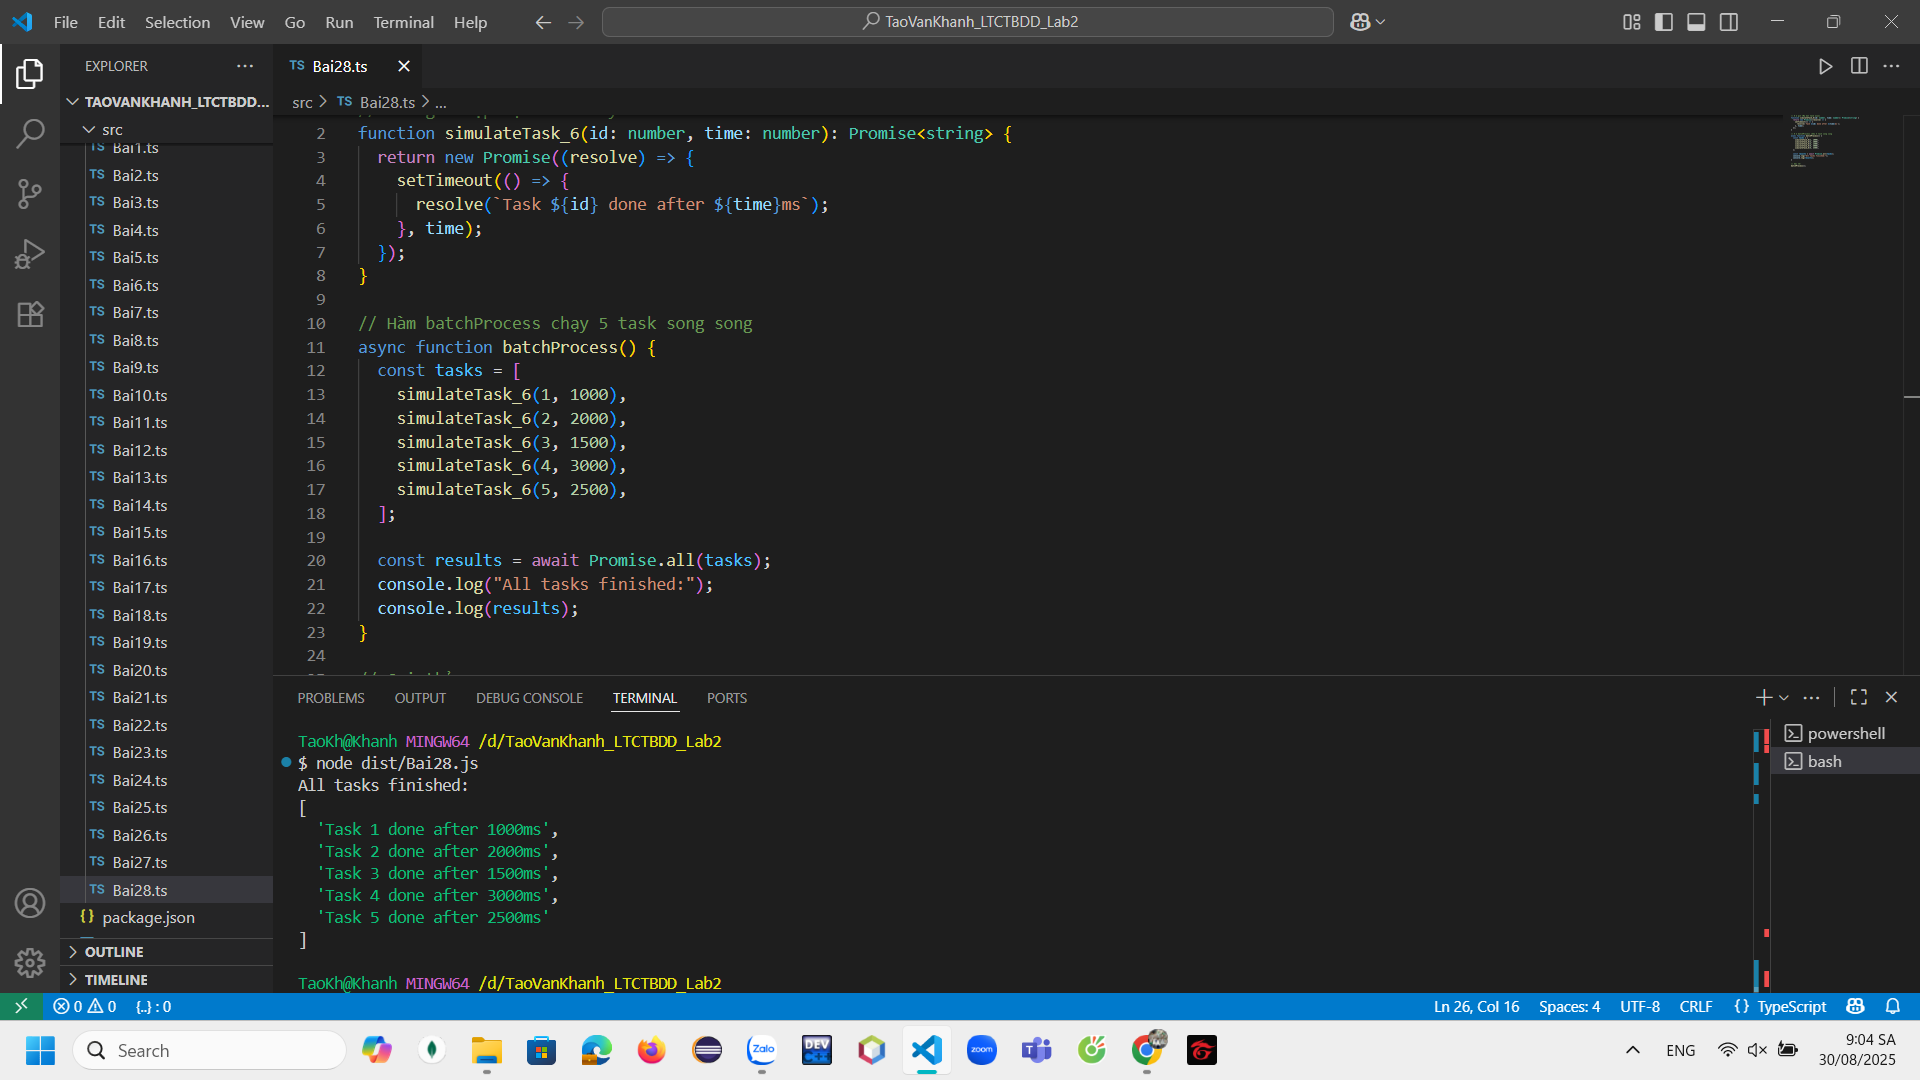 File Edit Selection View Go Run Terminal Help
TaoVanKhanh_LTCTBDD_Lab2
EXPLORER
TAOVANKHANH_LTCTBDD...
src
Bai1.ts
TS Bai2.ts
TS Bai3.ts
TS Bai4.ts
TS Bai5.ts
TS Bai6.ts
TS Bai7.ts
TS Bai8.ts
TS Bai9.ts
TS Bai10.ts
TS Bai11.ts
TS Bai12.ts
TS Bai13.ts
TS Bai14.ts
TS Bai15.ts
TS Bai16.ts
TS Bai17.ts
TS Bai18.ts
TS Bai19.ts
TS Bai20.ts
TS Bai21.ts
TS Bai22.ts
TS Bai23.ts
TS Bai24.ts
TS Bai25.ts
TS Bai26.ts
TS Bai27.ts
TS Bai28.ts
{} package.json
OUTLINE
TIMELINE
TS Bai28.ts
src > TS Bai28.ts > ...
2 function simulateTask_6(id: number, time: number): Promise<string> {
3 return new Promise((resolve) => {
4 setTimeout(() => {
5 resolve(`Task ${id} done after ${time}ms`);
6 }, time);
7 });
8 }
9
10 // Hàm batchProcess chạy 5 task song song
11 async function batchProcess() {
12 const tasks = [
13 simulateTask_6(1, 1000),
14 simulateTask_6(2, 2000),
15 simulateTask_6(3, 1500),
16 simulateTask_6(4, 3000),
17 simulateTask_6(5, 2500),
18 ];
19
20 const results = await Promise.all(tasks);
21 console.log("All tasks finished:");
22 console.log(results);
23 }
24
PROBLEMS OUTPUT DEBUG CONSOLE TERMINAL PORTS
TaoKh@Khanh MINGW64 /d/TaoVanKhanh_LTCTBDD_Lab2
$ node dist/Bai28.js
All tasks finished:
[
'Task 1 done after 1000ms',
'Task 2 done after 2000ms',
'Task 3 done after 1500ms',
'Task 4 done after 3000ms',
'Task 5 done after 2500ms'
]
TaoKh@Khanh MINGW64 /d/TaoVanKhanh_LTCTBDD_Lab2
powershell
bash
0 0 {..} : 0
Ln 26, Col 16 Spaces: 4 UTF-8 CRLF {} TypeScript
Search
Zalo
DEV
C++
zoom
ENG
9:04 SA
30/08/2025